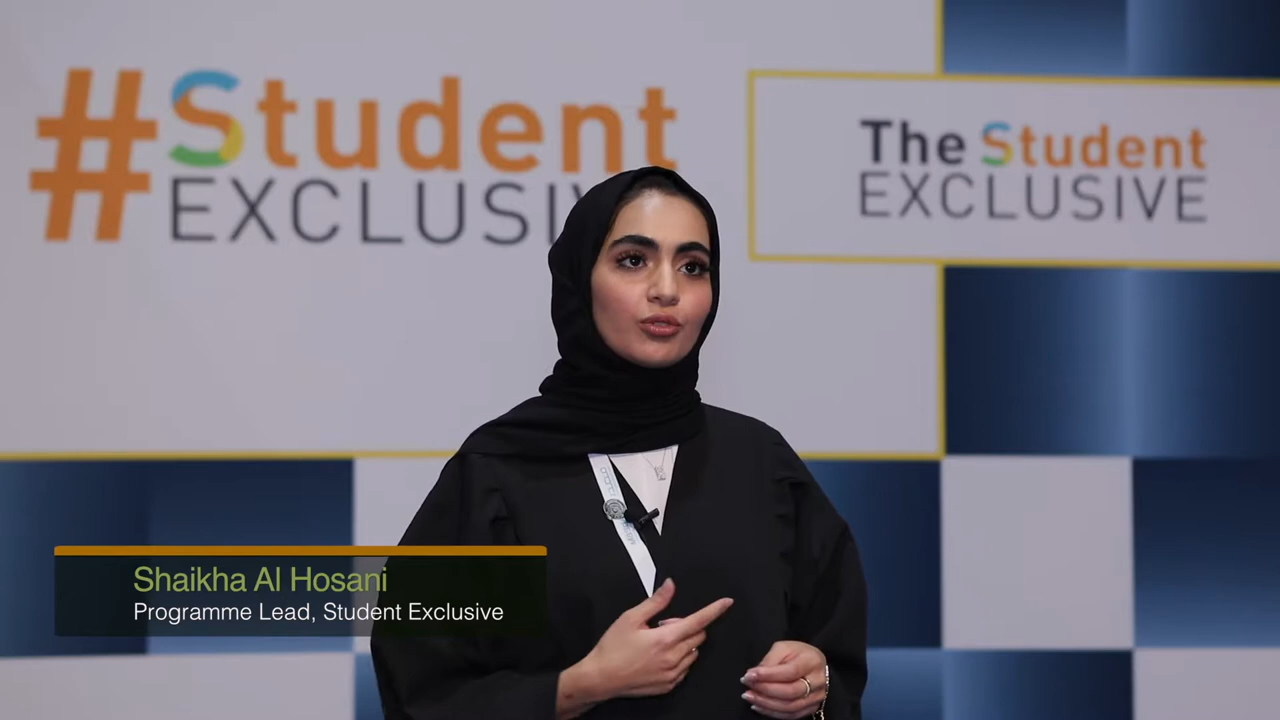 #Student
EXCLUSIV
The Student
EXCLUSIVE
Shaikha Al Hosani
Programme Lead, Student Exclusive